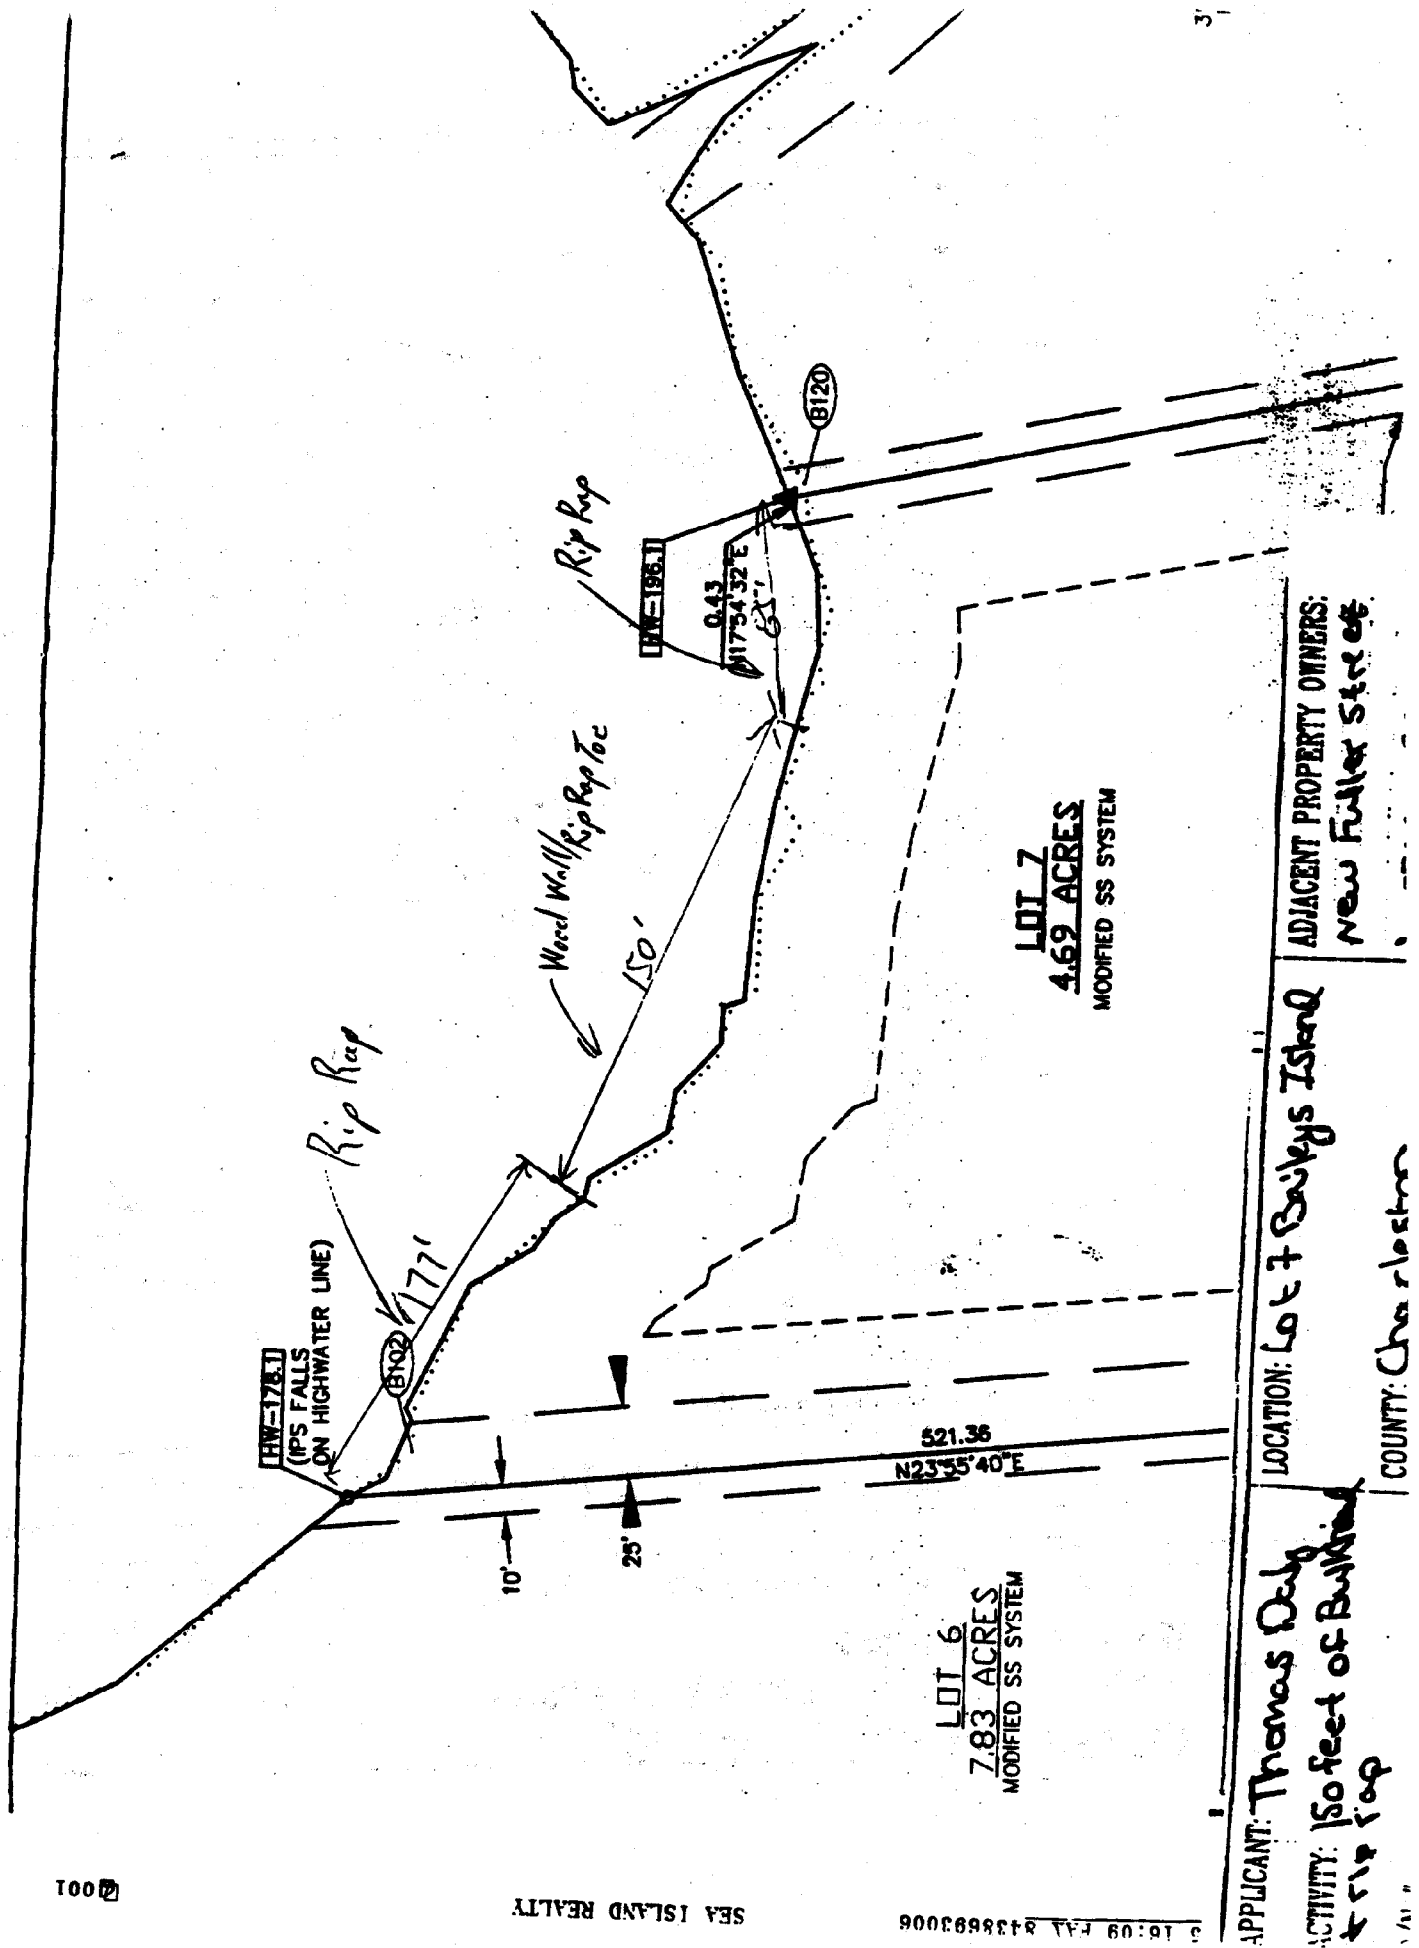 HW-178.1
(IPS FALLS
ON HIGHWATER LINE)
B102
177'
Rip Rap
Wood Wall/
Rip Rap Toe
150'
Rip Rap
HW-196.1
0.43
N17°54'32"E
B120
10'
25'
521.36
N23°55'40"E
LOT 6
7.83 ACRES
MODIFIED SS SYSTEM
LOT 7
4.69 ACRES
MODIFIED SS SYSTEM
APPLICANT: Thomas Daly
ACTIVITY: 150 feet of Bulkhead
+ rip rap
LOCATION: Lot 7 Baileys Island
COUNTY: Charleston
ADJACENT PROPERTY OWNERS:
New Fuller Street
16:09 FAX 8438693006
SEA ISLAND REALTY
001